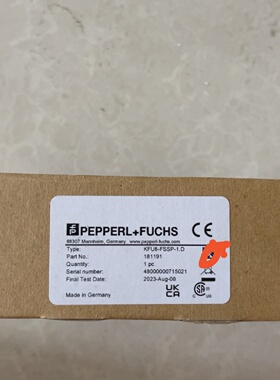 PEPPERL+FUCHS
68307 Mannheim, Germany www.pepperl-fuchs.com
Type: KFU8-FSSP-1.D
Part No.: 181191
Quantity: 1 pc
Serial number: 48000000715021
Final Test Date: 2023-Aug-08
Made in Germany
CE
UK
CA